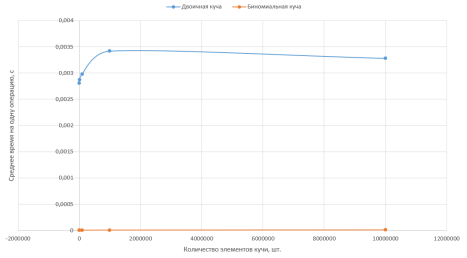 Двоичная куча
Биномиальная куча
0,004
0,0035
0,003
0,0025
0,002
0,0015
0,001
0,0005
0
Среднее время на одну операцию, с
-2000000 0 2000000 4000000 6000000 8000000 10000000 12000000
Количество элементов кучи, шт.